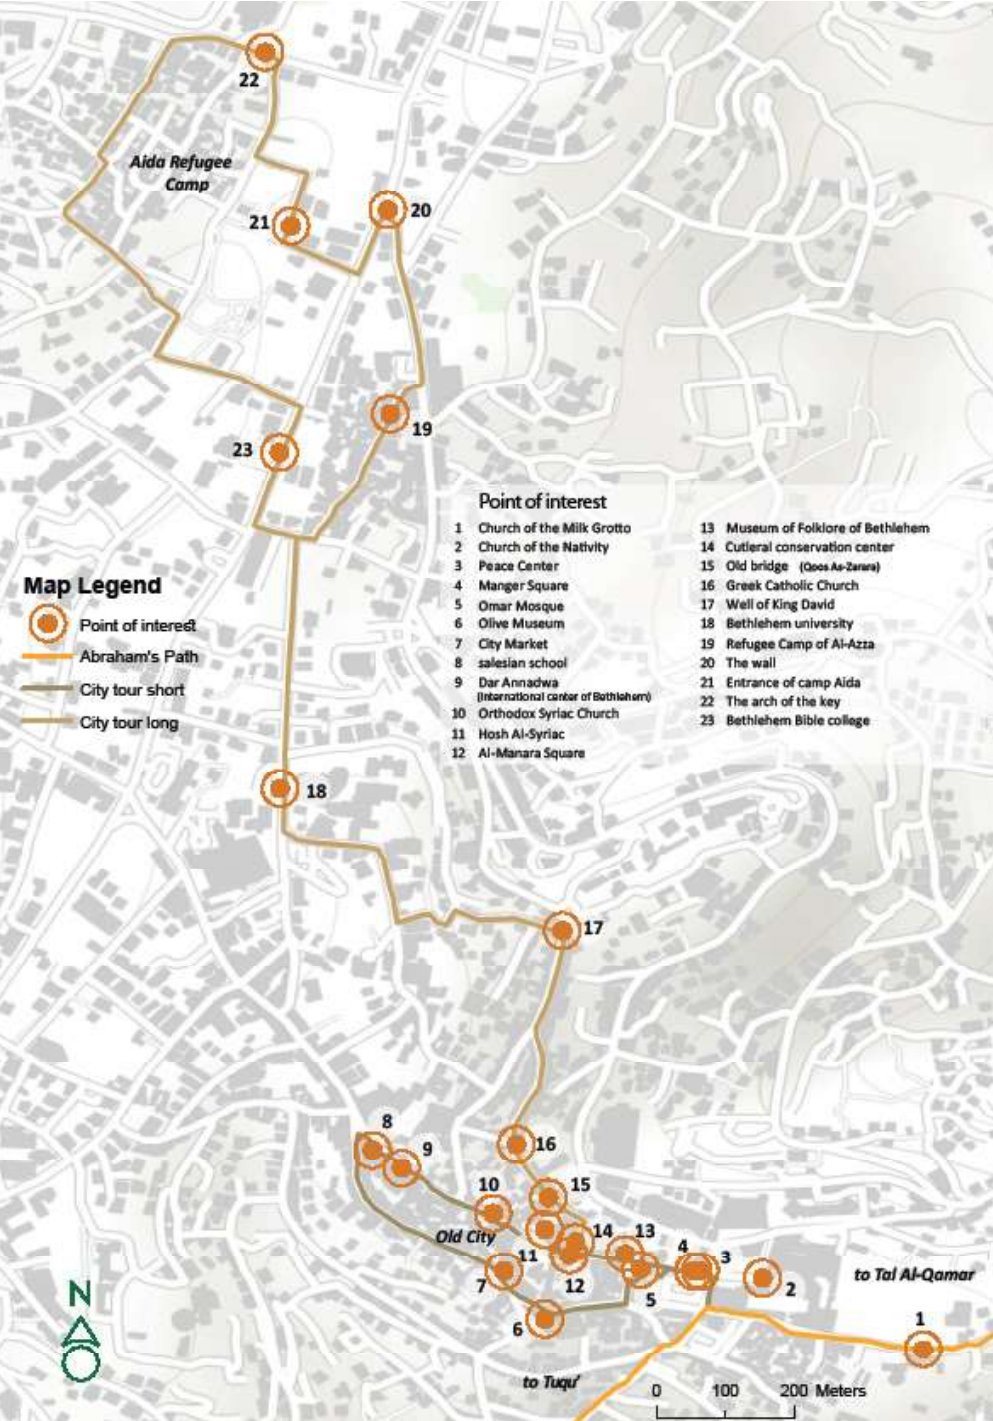 22
Aida Refugee
Camp
21
20
19
23
Point of interest
1 Church of the Milk Grotto
2 Church of the Nativity
3 Peace Center
4 Manger Square
5 Omar Mosque
6 Olive Museum
7 City Market
8 salesian school
9 Dar Annadwa
(International center of Bethlehem)
10 Orthodox Syriac Church
11 Hosh Al-Syriac
12 Al-Manara Square
13 Museum of Folklore of Bethlehem
14 Cutleral conservation center
15 Old bridge (Qoos As-Zarara)
16 Greek Catholic Church
17 Well of King David
18 Bethlehem university
19 Refugee Camp of Al-Azza
20 The wall
21 Entrance of camp Aida
22 The arch of the key
23 Bethlehem Bible college
Map Legend
Point of interest
Abraham's Path
City tour short
City tour long
18
17
8
9
16
10
15
Old City
14
13
11
12
4
3
7
5
2
to Tal Al-Qamar
6
1
N
to Tuqu'
0 100 200 Meters